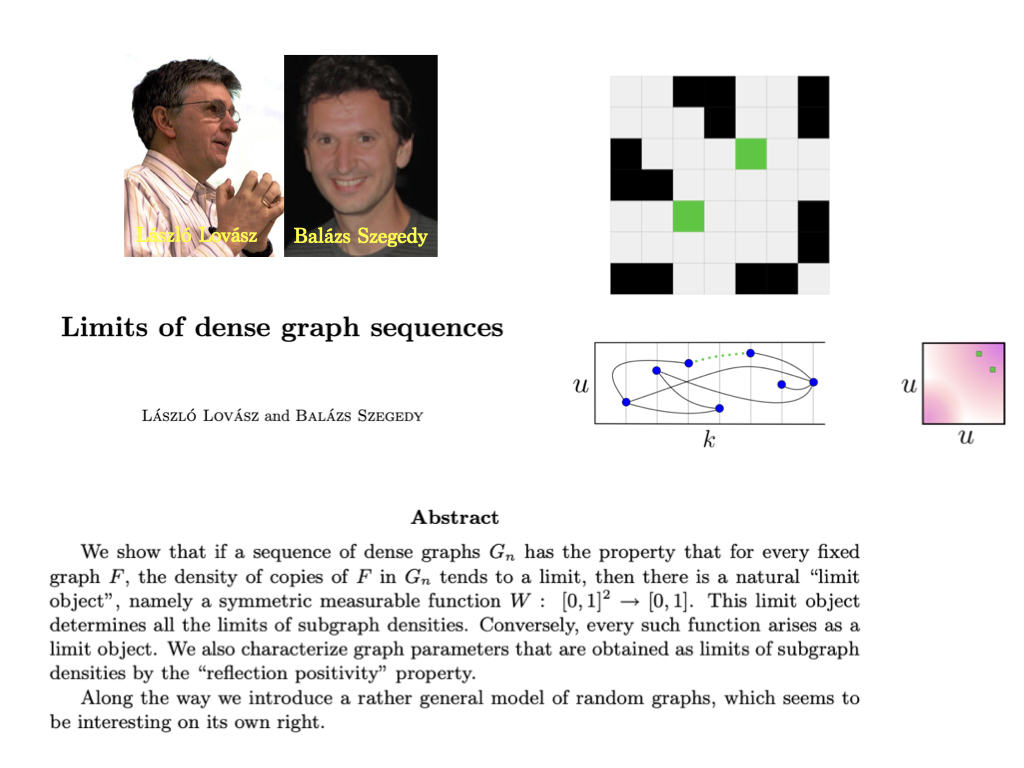 László Lovász
Balázs Szegedy
Limits of dense graph sequences
László Lovász and Balázs Szegedy
u
k
u
u
Abstract
We show that if a sequence of dense graphs Gₙ has the property that for every fixed
graph F, the density of copies of F in Gₙ tends to a limit, then there is a natural “limit
object”, namely a symmetric measurable function W : [0, 1]² → [0, 1]. This limit object
determines all the limits of subgraph densities. Conversely, every such function arises as a
limit object. We also characterize graph parameters that are obtained as limits of subgraph
densities by the “reflection positivity” property.
Along the way we introduce a rather general model of random graphs, which seems to
be interesting on its own right.